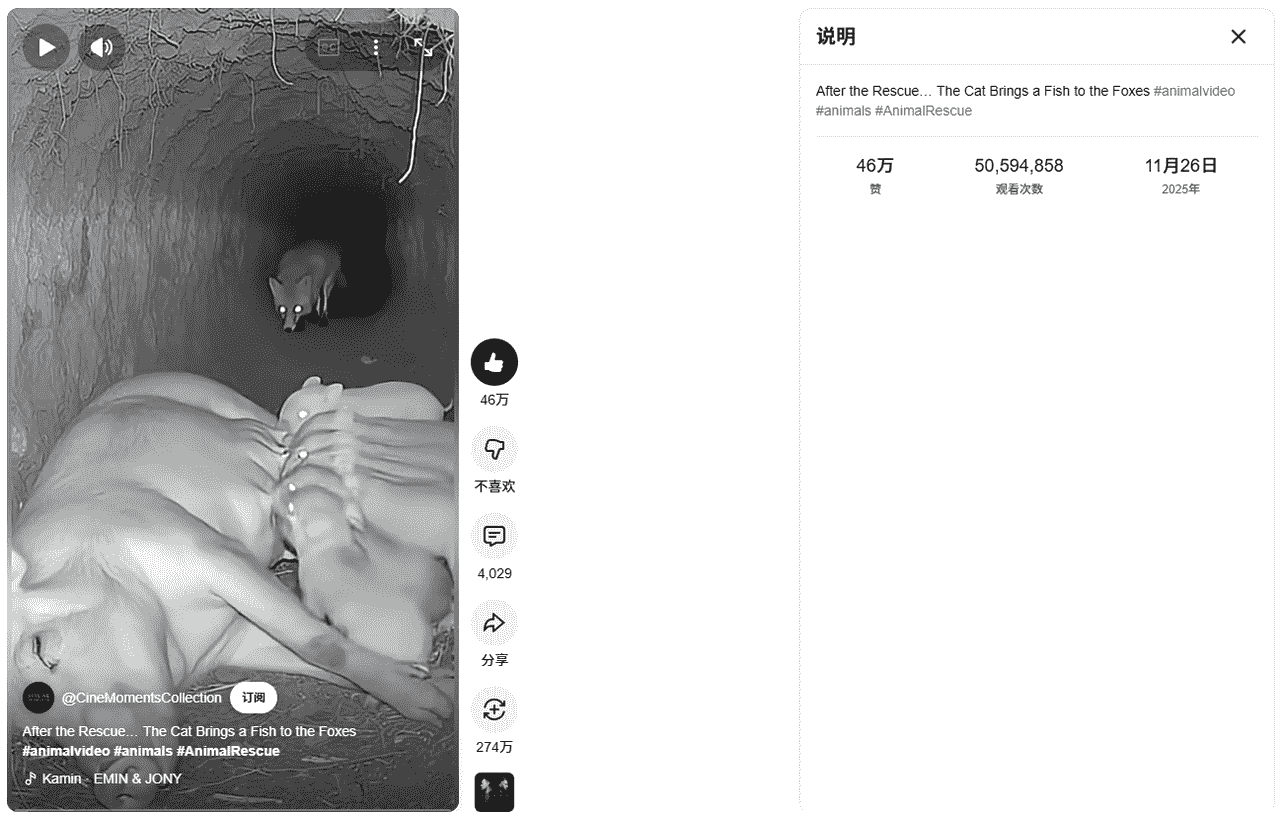 @CineMomentsCollection
订阅
After the Rescue… The Cat Brings a Fish to the Foxes
#animalvideo #animals #AnimalRescue
Kamin - EMIN & JONY
46万
不喜欢
4,029
分享
274万
说明
After the Rescue… The Cat Brings a Fish to the Foxes #animalvideo
#animals #AnimalRescue
46万 50,594,858 11月26日
赞 观看次数 2025年